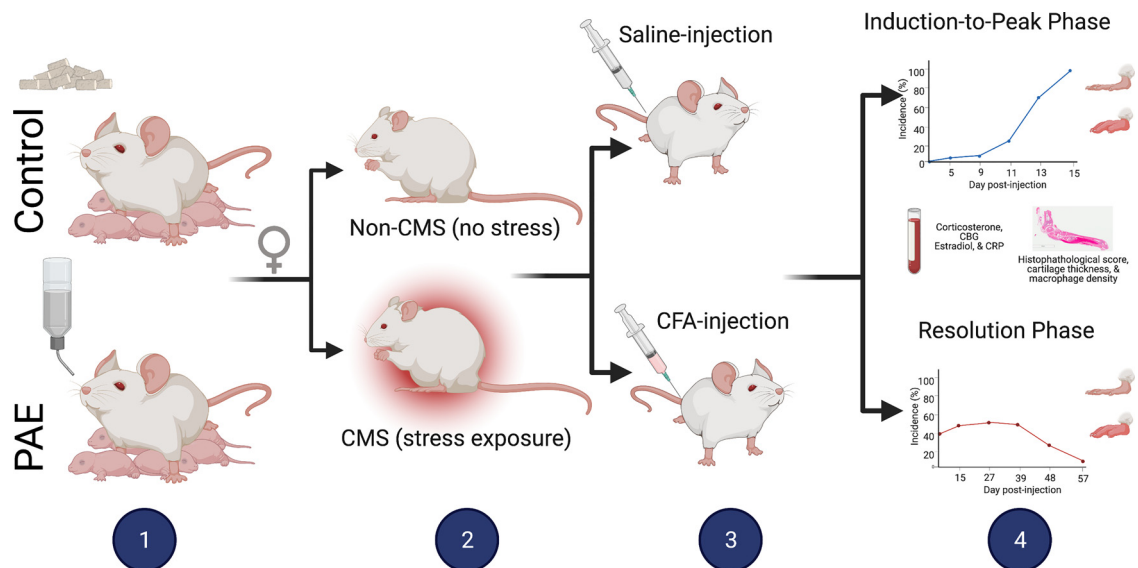 Control
PAE
Non-CMS (no stress)
CMS (stress exposure)
Saline-injection
CFA-injection
Induction-to-Peak Phase
Incidence (%)
100
80
60
40
20
0
5 9 11 13 15
Day post-injection
Corticosterone,
CBG
Estradiol, & CRP
Histophathological score,
cartilage thickness, &
macrophage density
Resolution Phase
Incidence (%)
100
80
60
40
20
0
15 27 39 48 57
Day post-injection
1
2
3
4